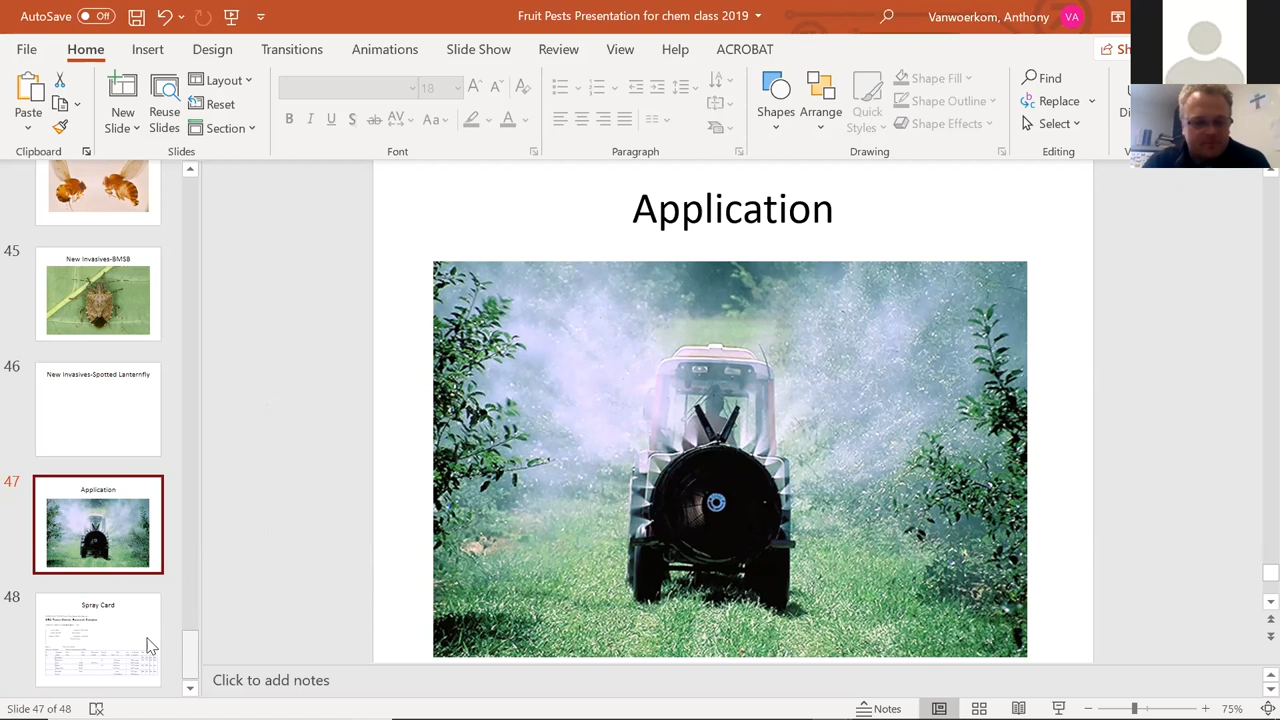 AutoSave Off Fruit Pests Presentation for chem class 2019 Vanwoerkom, Anthony VA
File Home Insert Design Transitions Animations Slide Show Review View Help ACROBAT Sh
Paste
New Slide
Reuse Slides
Layout
Reset
Section
Aa
A
Shapes
Arrange
Quick Styles
Shape Fill
Shape Outline
Shape Effects
Find
Replace
Select
Clipboard Slides Font Paragraph Drawing Editing
45
New Invasives-BMSB
46
New Invasives-Spotted Lanternfly
47
Application
48
Spray Card
Application
Click to add notes
Slide 47 of 48 Notes 75%